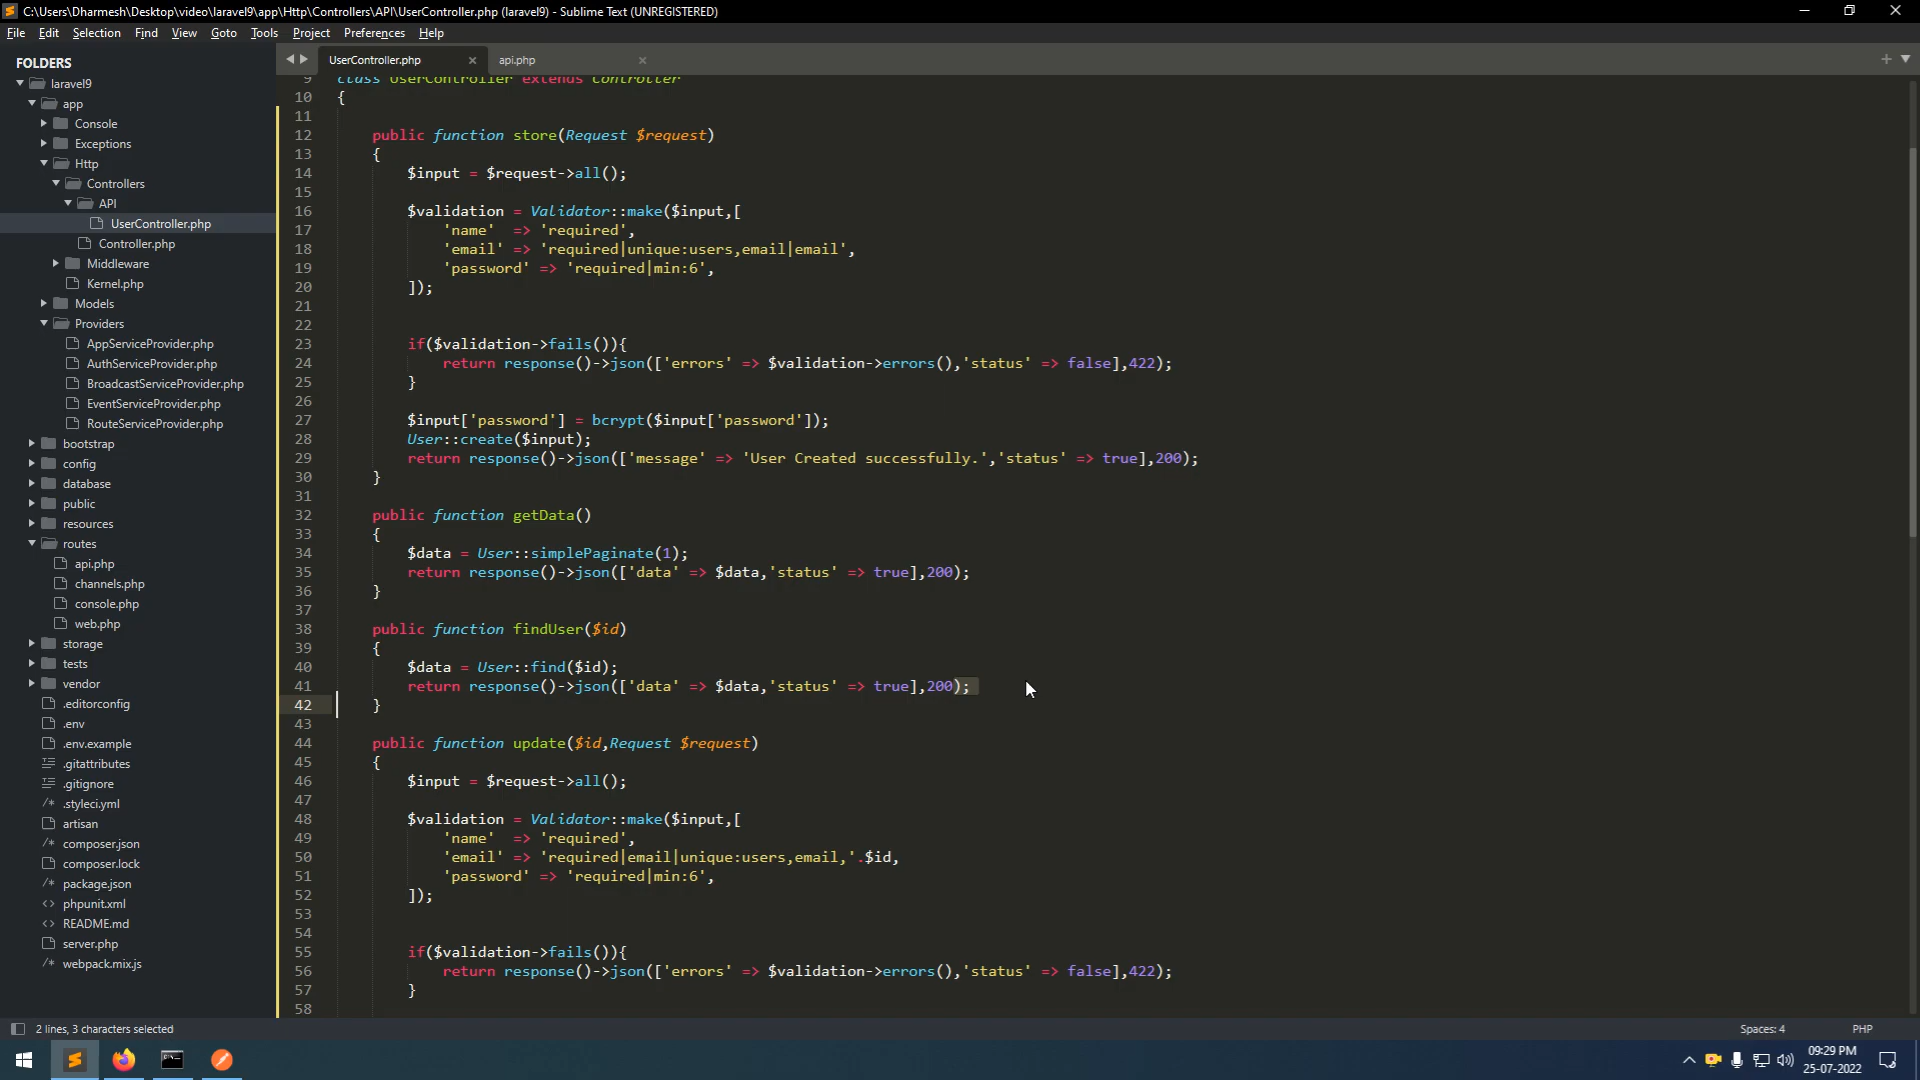 C:\Users\Dharmesh\Desktop\video\laravel9\app\Http\Controllers\API\UserController.php (laravel9) - Sublime Text (UNREGISTERED)
File Edit Selection Find View Goto Tools Project Preferences Help
FOLDERS
laravel9
app
Console
Exceptions
Http
Controllers
API
UserController.php
Controller.php
Middleware
Kernel.php
Models
Providers
AppServiceProvider.php
AuthServiceProvider.php
BroadcastServiceProvider.php
EventServiceProvider.php
RouteServiceProvider.php
bootstrap
config
database
public
resources
routes
api.php
channels.php
console.php
web.php
storage
tests
vendor
.editorconfig
.env
.env.example
.gitattributes
.gitignore
.styleci.yml
artisan
composer.json
composer.lock
package.json
phpunit.xml
README.md
server.php
webpack.mix.js
UserController.php api.php
9 class UserController extends Controller
10 {
11
12 public function store(Request $request)
13 {
14 $input = $request->all();
15
16 $validation = Validator::make($input,[
17 'name'  => 'required',
18 'email' => 'required|unique:users,email|email',
19 'password' => 'required|min:6',
20 ]);
21
22
23 if($validation->fails()){
24 return response()->json(['errors' => $validation->errors(),'status' => false],422);
25 }
26
27 $input['password'] = bcrypt($input['password']);
28 User::create($input);
29 return response()->json(['message' => 'User Created successfully.','status' => true],200);
30 }
31
32 public function getData()
33 {
34 $data = User::simplePaginate(1);
35 return response()->json(['data' => $data,'status' => true],200);
36 }
37
38 public function findUser($id)
39 {
40 $data = User::find($id);
41 return response()->json(['data' => $data,'status' => true],200);
42 }
43
44 public function update($id,Request $request)
45 {
46 $input = $request->all();
47
48 $validation = Validator::make($input,[
49 'name'  => 'required',
50 'email' => 'required|email|unique:users,email,'.$id,
51 'password' => 'required|min:6',
52 ]);
53
54
55 if($validation->fails()){
56 return response()->json(['errors' => $validation->errors(),'status' => false],422);
57 }
58
2 lines, 3 characters selected
Spaces: 4 PHP
09:29 PM
25-07-2022